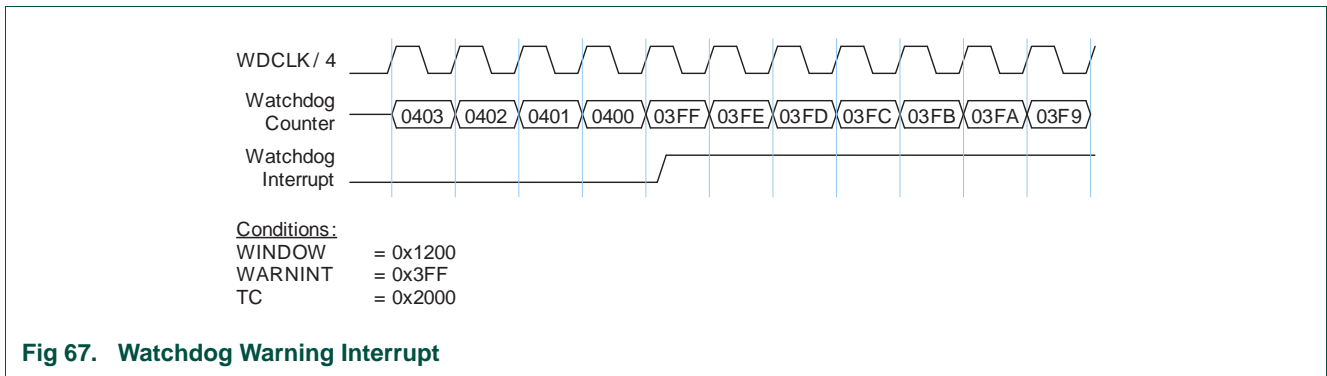 WDCLK / 4
Watchdog
Counter
0403 0402 0401 0400 03FF 03FE 03FD 03FC 03FB 03FA 03F9
Watchdog
Interrupt
Conditions:
WINDOW = 0x1200
WARNINT = 0x3FF
TC = 0x2000
Fig 67. Watchdog Warning Interrupt